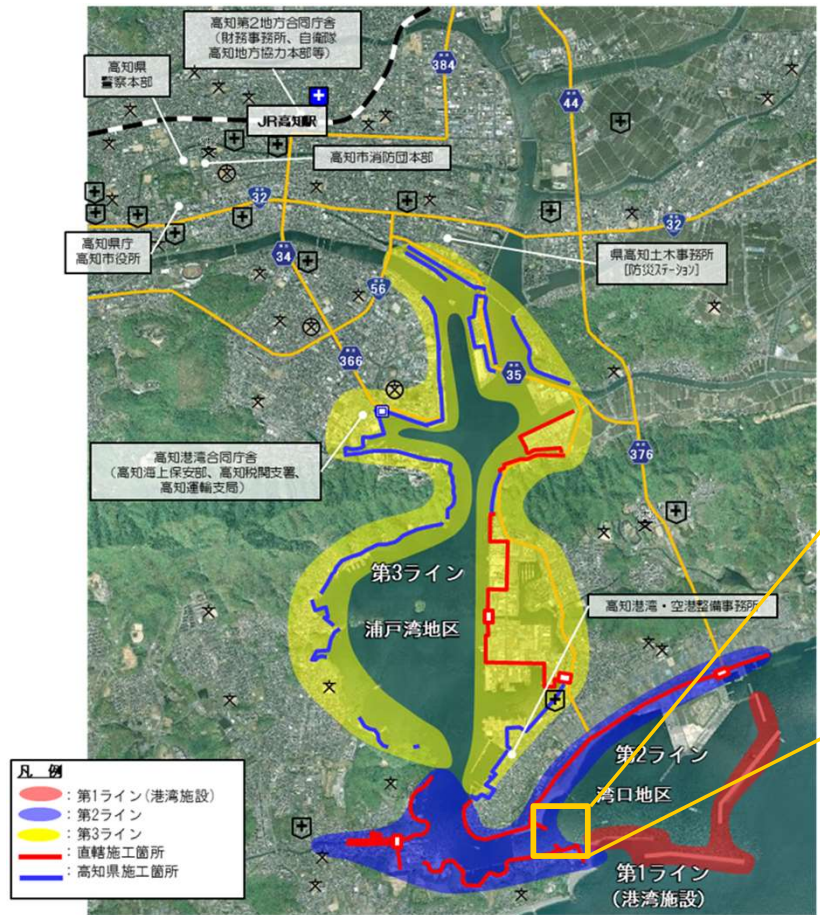 高知第2地方合同庁舎
(財務事務所、自衛隊
高知地方協力本部等)
高知県
警察本部
384
44
JR高知駅
高知市消防団本部
32
32
高知県庁
高知市役所
34
県高知土木事務所
[防災ステーション]
56
366
35
高知港湾合同庁舎
(高知海上保安部、高知税関支署、
高知運輸支局)
376
第3ライン
浦戸湾地区
高知港湾・空港整備事務所
第2ライン
湾口地区
第1ライン
(港湾施設)
凡 例
:第1ライン(港湾施設)
:第2ライン
:第3ライン
:直轄施工箇所
:高知県施工箇所